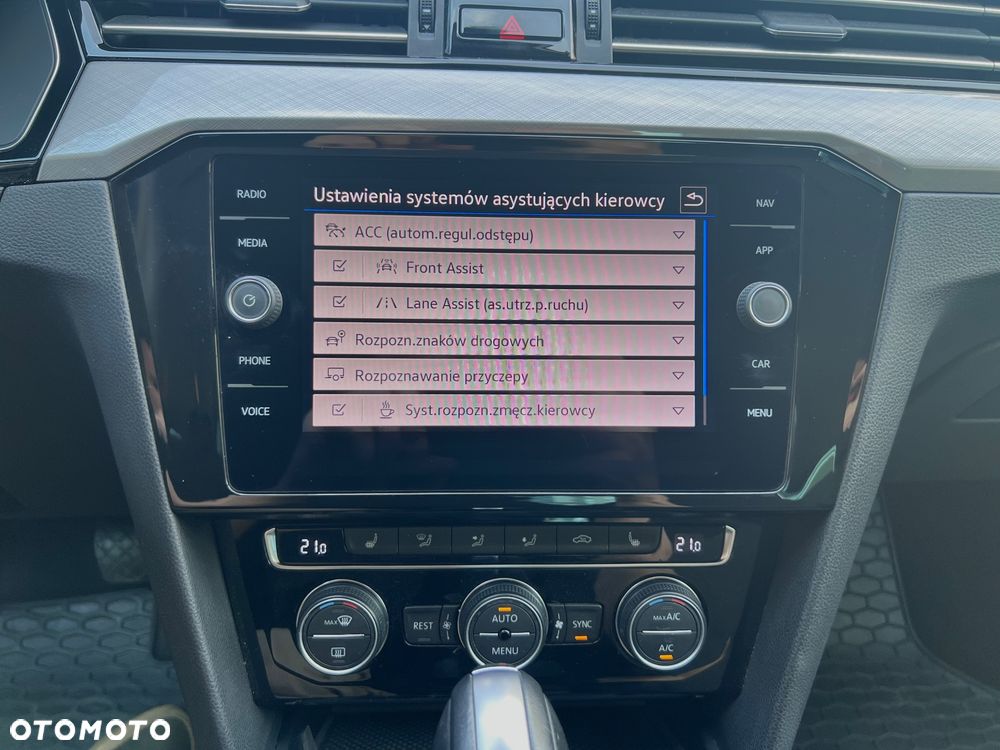 RADIO
MEDIA
PHONE
VOICE
Ustawienia systemów asystujących kierowcy
ACC (autom.regul.odstępu)
Front Assist
Lane Assist (as.utrz.p.ruchu)
Rozpozn.znaków drogowych
Rozpoznawanie przyczepy
Syst.rozpozn.zmęcz.kierowcy
NAV
APP
CAR
MENU
21.0
21.0
MAX
REST
AUTO
MENU
SYNC
MAX A/C
A/C
OTOMOTO